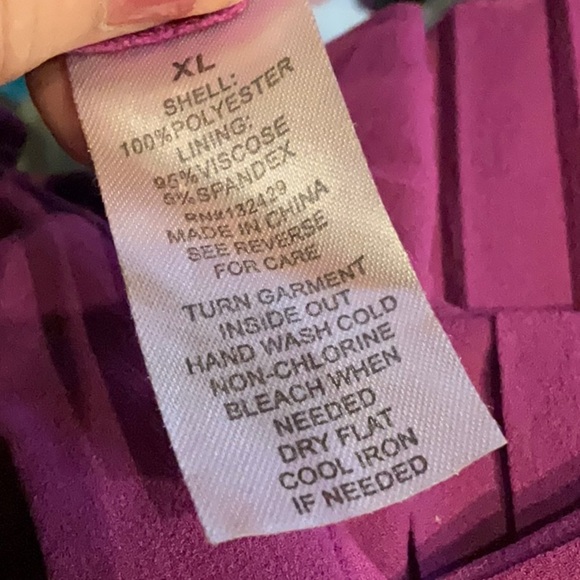 XL
SHELL:
100%POLYESTER
LINING:
95%VISCOSE
5%SPANDEX
RN#132429
MADE IN CHINA
SEE REVERSE
FOR CARE
TURN GARMENT
INSIDE OUT
HAND WASH COLD
NON-CHLORINE
BLEACH WHEN
NEEDED
DRY FLAT
COOL IRON
IF NEEDED